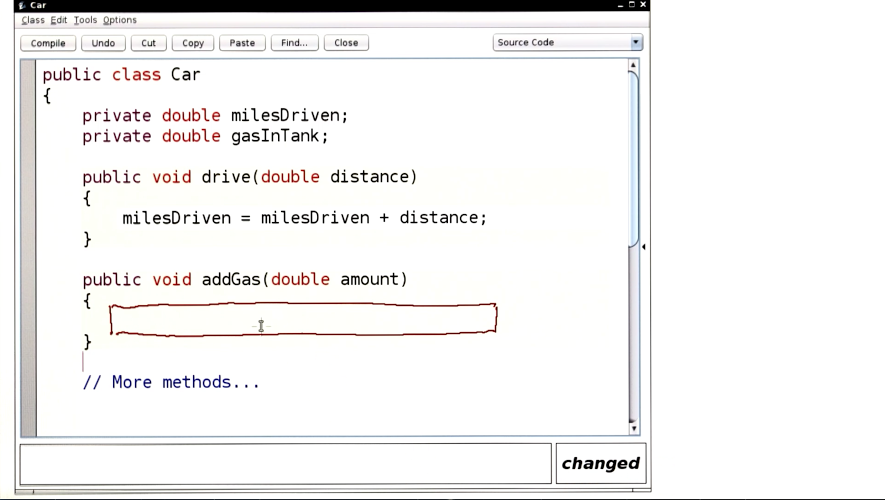 Car
Class Edit Tools Options
Compile Undo Cut Copy Paste Find... Close Source Code
public class Car
{
private double milesDriven;
private double gasInTank;
public void drive(double distance)
{
milesDriven = milesDriven + distance;
}
public void addGas(double amount)
{
}
// More methods...
changed